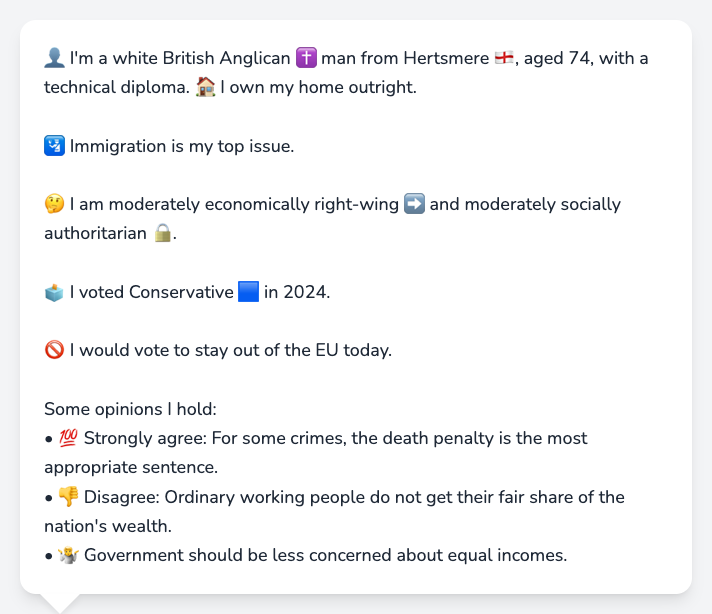 👤 I'm a white British Anglican ✝️ man from Hertsmere 🏴󠁧󠁢󠁥󠁮󠁧󠁿, aged 74, with a
technical diploma. 🏠 I own my home outright.
🛂 Immigration is my top issue.
🤔 I am moderately economically right-wing ➡️ and moderately socially
authoritarian 🔒.
🗳️ I voted Conservative 🟦 in 2024.
🚫 I would vote to stay out of the EU today.
Some opinions I hold:
• 💯 Strongly agree: For some crimes, the death penalty is the most
appropriate sentence.
• 👎 Disagree: Ordinary working people do not get their fair share of the
nation's wealth.
• 🤷 Government should be less concerned about equal incomes.